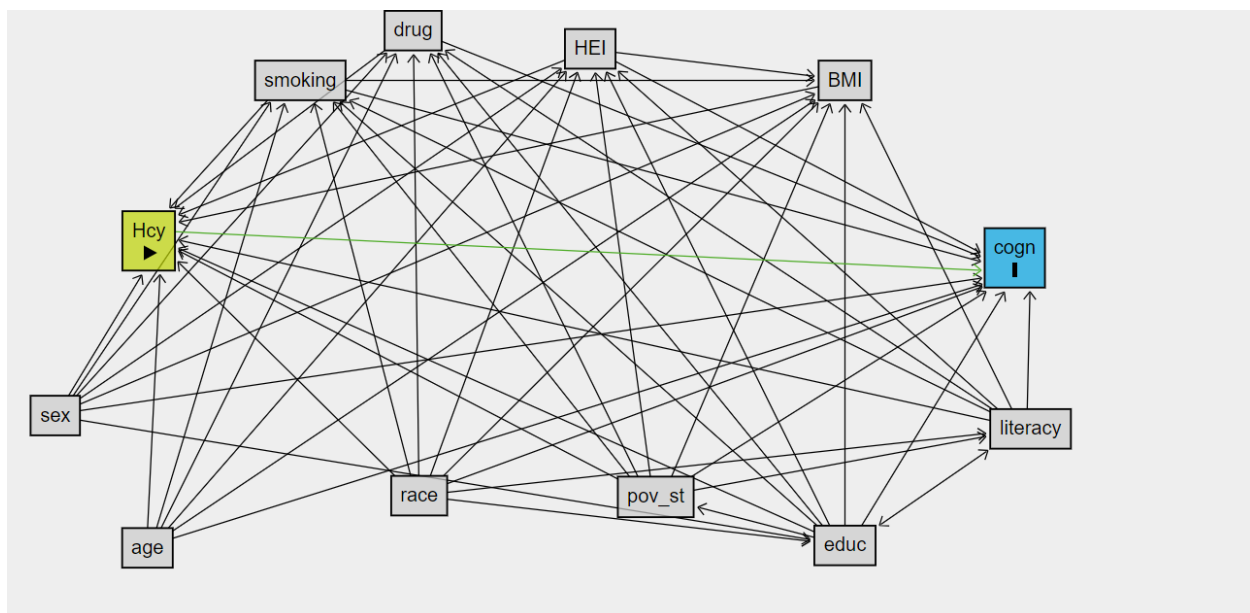 drug
HEI
smoking
BMI
Hcy
cogn
sex
literacy
race
pov_st
age
educ